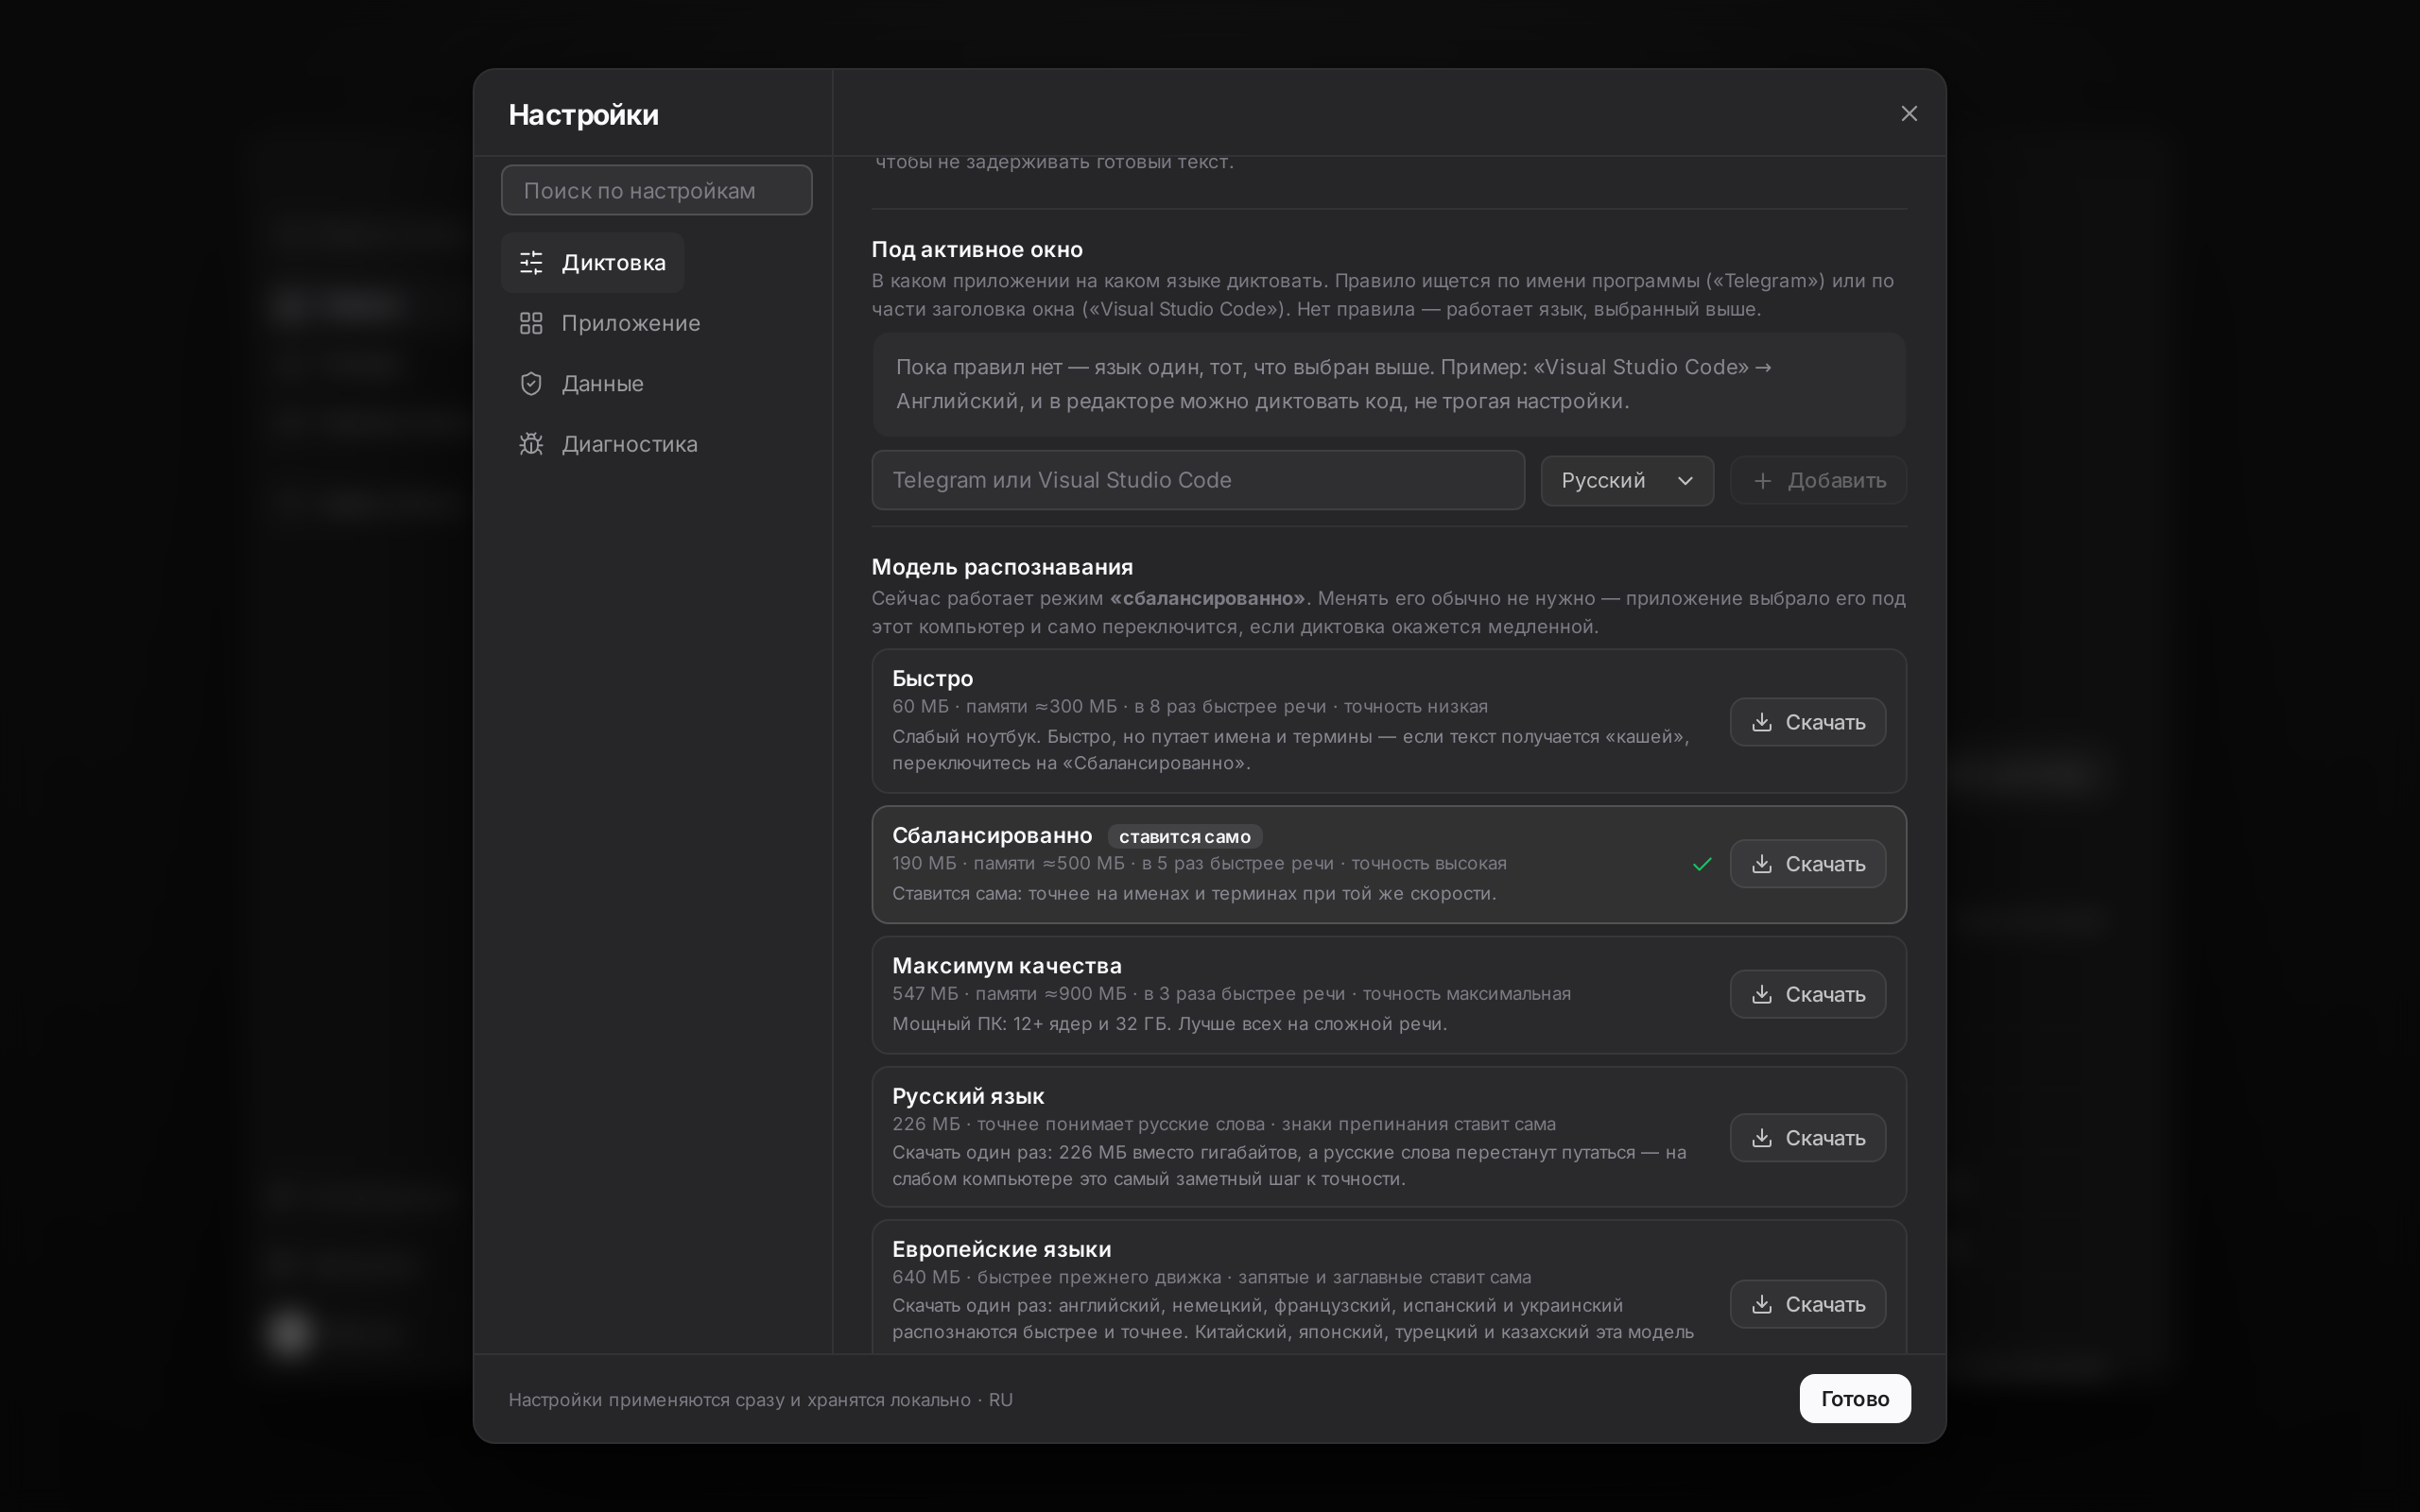 Настройки
Поиск по настройкам
Диктовка
Приложение
Данные
Диагностика
чтобы не задерживать готовый текст.
Под активное окно
В каком приложении на каком языке диктовать. Правило ищется по имени программы («Telegram») или по
части заголовка окна («Visual Studio Code»). Нет правила — работает язык, выбранный выше.
Пока правил нет — язык один, тот, что выбран выше. Пример: «Visual Studio Code» →
Английский, и в редакторе можно диктовать код, не трогая настройки.
Telegram или Visual Studio Code
Русский
Добавить
Модель распознавания
Сейчас работает режим «сбалансированно». Менять его обычно не нужно — приложение выбрало его под
этот компьютер и само переключится, если диктовка окажется медленной.
Быстро
60 МБ · памяти ≈300 МБ · в 8 раз быстрее речи · точность низкая
Слабый ноутбук. Быстро, но путает имена и термины — если текст получается «кашей»,
переключитесь на «Сбалансированно».
Скачать
Сбалансированно ставится само
190 МБ · памяти ≈500 МБ · в 5 раз быстрее речи · точность высокая
Ставится сама: точнее на именах и терминах при той же скорости.
Скачать
Максимум качества
547 МБ · памяти ≈900 МБ · в 3 раза быстрее речи · точность максимальная
Мощный ПК: 12+ ядер и 32 ГБ. Лучше всех на сложной речи.
Скачать
Русский язык
226 МБ · точнее понимает русские слова · знаки препинания ставит сама
Скачать один раз: 226 МБ вместо гигабайтов, а русские слова перестанут путаться — на
слабом компьютере это самый заметный шаг к точности.
Скачать
Европейские языки
640 МБ · быстрее прежнего движка · запятые и заглавные ставит сама
Скачать один раз: английский, немецкий, французский, испанский и украинский
распознаются быстрее и точнее. Китайский, японский, турецкий и казахский эта модель
Скачать
Настройки применяются сразу и хранятся локально · RU
Готово